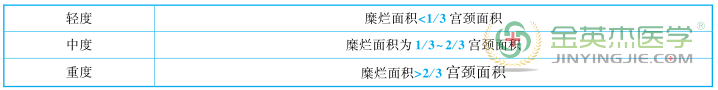 轻度 糜烂面积<1/3 宫颈面积
中度 糜烂面积为 1/3~2/3 宫颈面积
重度 糜烂面积>2/3 宫颈面积
金英杰医学®
JINYINGJIE.COM